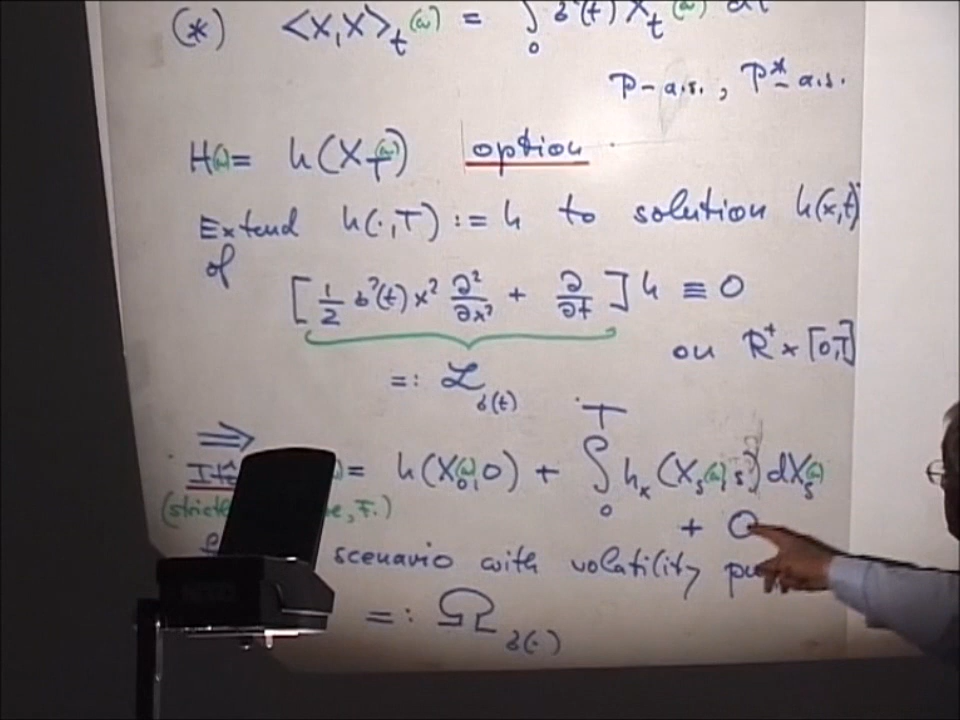 (*) <X,X>_t(ω) = ∫_0 σ²(t) X_t²(ω) dt
P-a.s., P*-a.s.
H(ω) = h(X_T(ω)) option
Extend h(·,T) := h to solution h(x,t)
of
[½ σ²(t) x² ∂²/∂x² + ∂/∂t] h ≡ 0
on R⁺ × [0,T]
=: ℒ_σ(t)
⇒
= h(X_0(ω),0) + ∫_0^T h_x(X_s(ω),s) dX_s(ω)
, F.)
+ 0
scenario with volatility
=: Ω_σ(·)